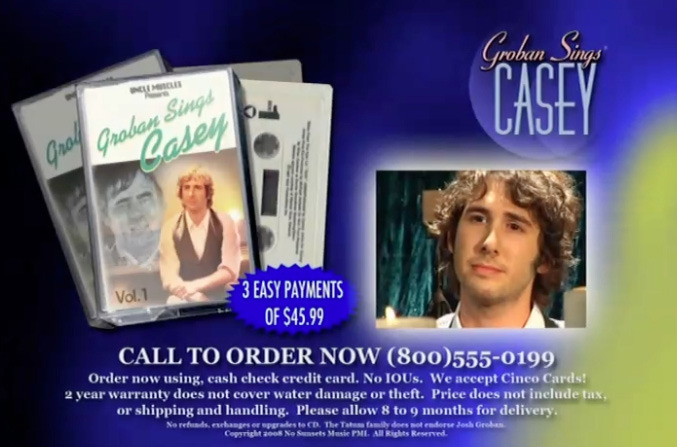 Groban Sings
CASEY
UNCLE MUSCLES
Presents
Groban Sings
Casey
Vol.1
3 EASY PAYMENTS
OF $45.99
CALL TO ORDER NOW (800)555-0199
Order now using, cash check credit card. No IOUs. We accept Cinco Cards!
2 year warranty does not cover water damage or theft. Price does not include tax,
or shipping and handling. Please allow 8 to 9 months for delivery.
No refunds, exchanges or upgrades to CD. The Tatum family does not endorse Josh Groban.
Copyright 2008 No Sunsets Music PMI. All Rights Reserved.